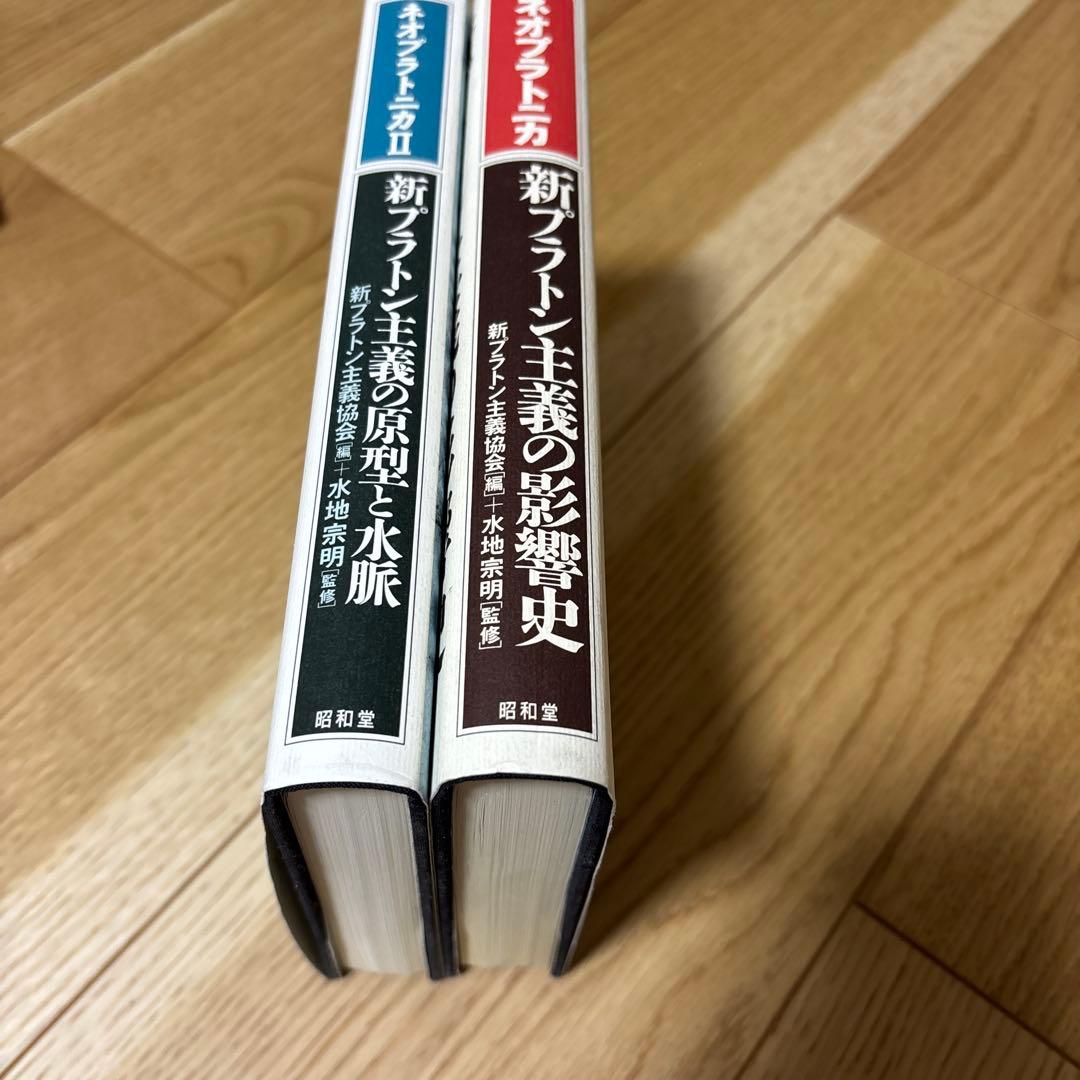 ネオプラトニカⅡ
新プラトン主義の原型と水脈
新プラトン主義協会[編]+水地宗明[監修]
昭和堂
ネオプラトニカ
新プラトン主義の影響史
新プラトン主義協会[編]+水地宗明[監修]
昭和堂